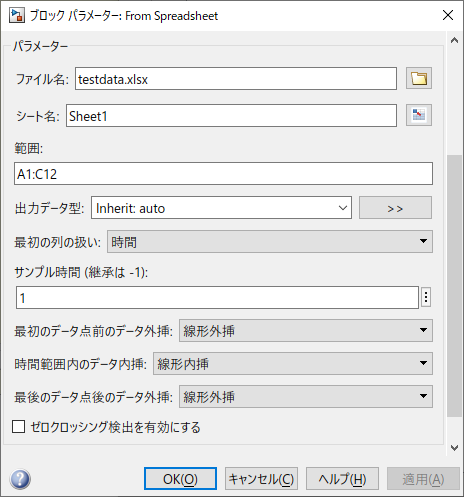 ブロック パラメーター: From Spreadsheet
パラメーター
ファイル名: testdata.xlsx
シート名: Sheet1
範囲:
A1:C12
出力データ型: Inherit: auto >>
最初の列の扱い: 時間
サンプル時間 (継承は -1):
1
最初のデータ点前のデータ外挿: 線形外挿
時間範囲内のデータ内挿: 線形内挿
最後のデータ点後のデータ外挿: 線形外挿
ゼロクロッシング検出を有効にする
OK(O) キャンセル(C) ヘルプ(H) 適用(A)